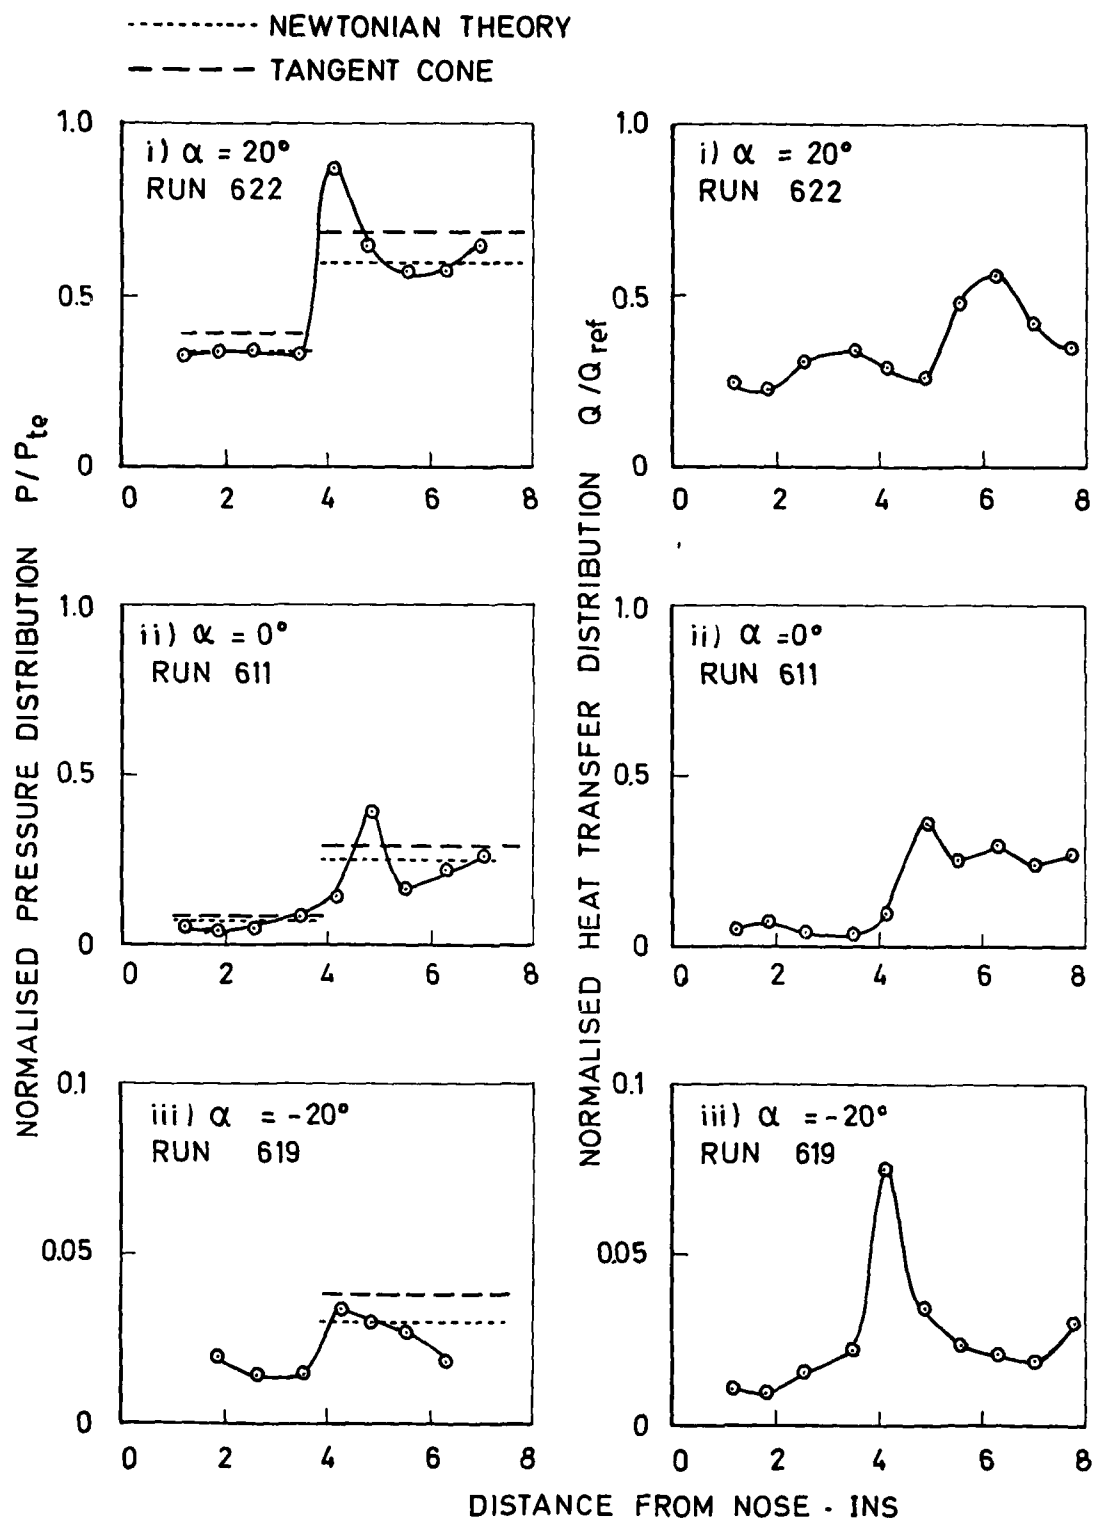 NEWTONIAN THEORY
TANGENT CONE
NORMALISED PRESSURE DISTRIBUTION P/Pte
1.0
0.5
0
i) α = 20°
RUN 622
0 2 4 6 8
1.0
0.5
0
ii) α = 0°
RUN 611
0 2 4 6 8
0.1
0.05
0
iii) α = -20°
RUN 619
0 2 4 6 8
NORMALISED HEAT TRANSFER DISTRIBUTION Q/Qref
1.0
0.5
0
i) α = 20°
RUN 622
0 2 4 6 8
1.0
0.5
0
ii) α =0°
RUN 611
0 2 4 6 8
0.1
0.05
0
iii) α =-20°
RUN 619
0 2 4 6 8
DISTANCE FROM NOSE - INS